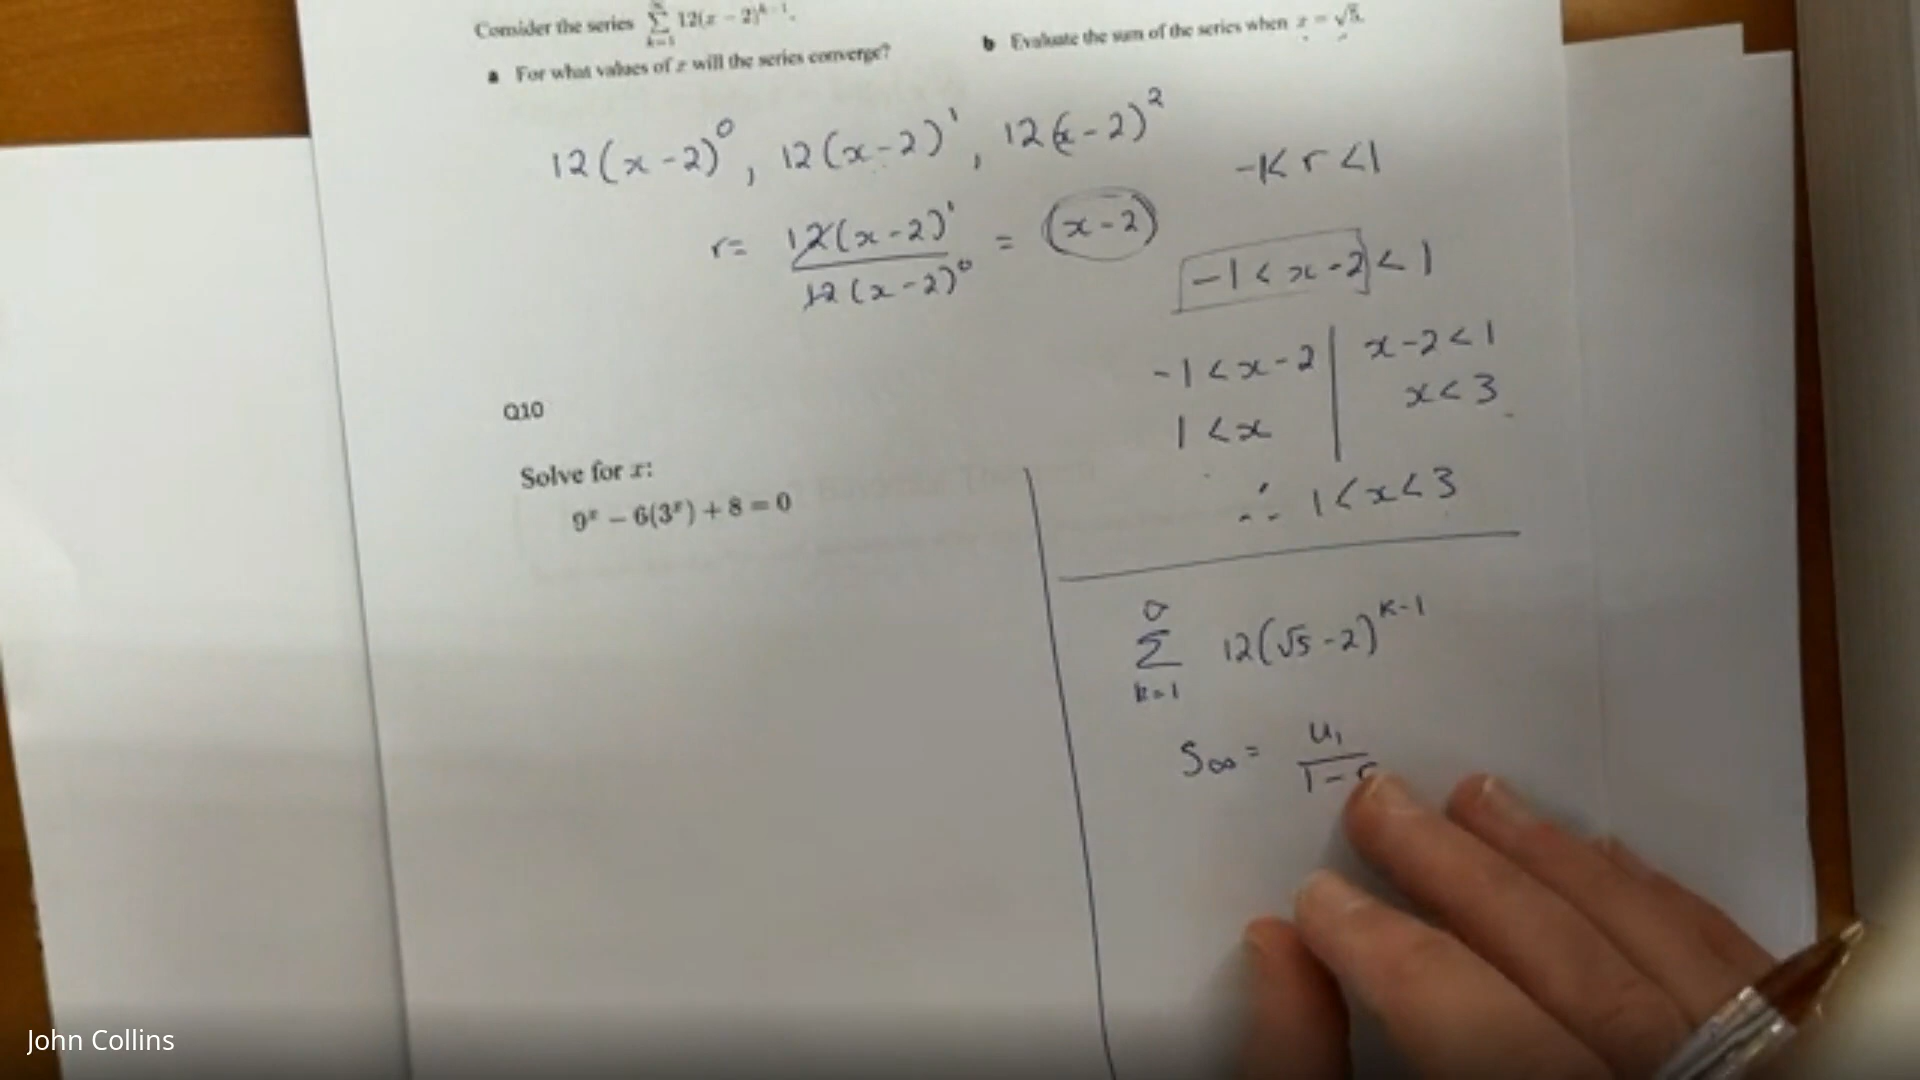 Consider the series ∞ ∑ k=1 12(x − 2)^{k−1}.
a For what values of x will the series converge?
b Evaluate the sum of the series when x = √5.
12(x-2)^0, 12(x-2)^1, 12(x-2)^2
r = 12(x-2)^1 / 12(x-2)^0 = (x-2)
-1< r <1
-1 < x-2 < 1
-1 < x-2 | x-2 < 1
1 < x | x < 3
∴ 1 < x < 3
Q10
Solve for x:
9^x − 6(3^x) + 8 = 0
∑ k=1 12(√5 -2)^{k-1}
S∞ = u₁ / 1-r
John Collins